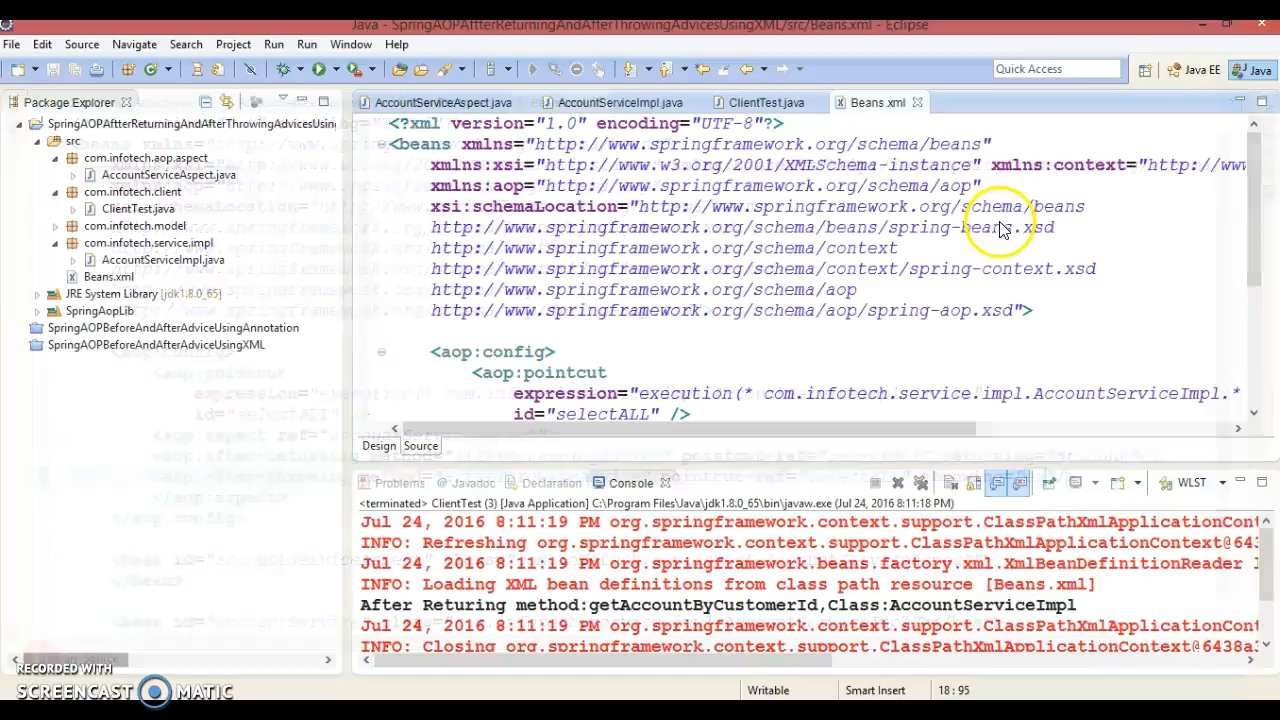 Java - SpringAOPAftterReturningAndAfterThrowingAdvicesUsingXML/src/Beans.xml - Eclipse
File Edit Source Navigate Search Project Run Run Window Help
Quick Access
Java EE
Java
Package Explorer
SpringAOPAftterReturningAndAfterThrowingAdvicesUsing
src
com.infotech.aop.aspect
AccountServiceAspect.java
com.infotech.client
ClientTest.java
com.infotech.model
com.infotech.service.impl
AccountServiceImpl.java
Beans.xml
JRE System Library [jdk1.8.0_65]
SpringAopLib
SpringAOPBeforeAndAfterAdviceUsingAnnotation
SpringAOPBeforeAndAfterAdviceUsingXML
AccountServiceAspect.java AccountServiceImpl.java ClientTest.java Beans.xml
<?xml version="1.0" encoding="UTF-8"?>
<beans xmlns="http://www.springframework.org/schema/beans"
xmlns:xsi="http://www.w3.org/2001/XMLSchema-instance" xmlns:context="http://www
xmlns:aop="http://www.springframework.org/schema/aop"
xsi:schemaLocation="http://www.springframework.org/schema/beans
http://www.springframework.org/schema/beans/spring-beans.xsd
http://www.springframework.org/schema/context
http://www.springframework.org/schema/context/spring-context.xsd
http://www.springframework.org/schema/aop
http://www.springframework.org/schema/aop/spring-aop.xsd">
<aop:config>
<aop:pointcut
expression="execution(* com.infotech.service.impl.AccountServiceImpl.*
id="selectALL" />
Design Source
Problems Javadoc Declaration Console
WLST
<terminated> ClientTest (3) [Java Application] C:\Program Files\Java\jdk1.8.0_65\bin\javaw.exe (Jul 24, 2016 8:11:18 PM)
Jul 24, 2016 8:11:19 PM org.springframework.context.support.ClassPathXmlApplicationCont
INFO: Refreshing org.springframework.context.support.ClassPathXmlApplicationContext@643
Jul 24, 2016 8:11:19 PM org.springframework.beans.factory.xml.XmlBeanDefinitionReader
INFO: Loading XML bean definitions from class path resource [Beans.xml]
After Returing method:getAccountByCustomerId,Class:AccountServiceImpl
Jul 24, 2016 8:11:19 PM org.springframework.context.support.ClassPathXmlApplicationCont
INFO: Closing org.springframework.context.support.ClassPathXmlApplicationContext@6438a3
Writable
Smart Insert
18 : 95
RECORDED WITH
SCREENCAST MATIC